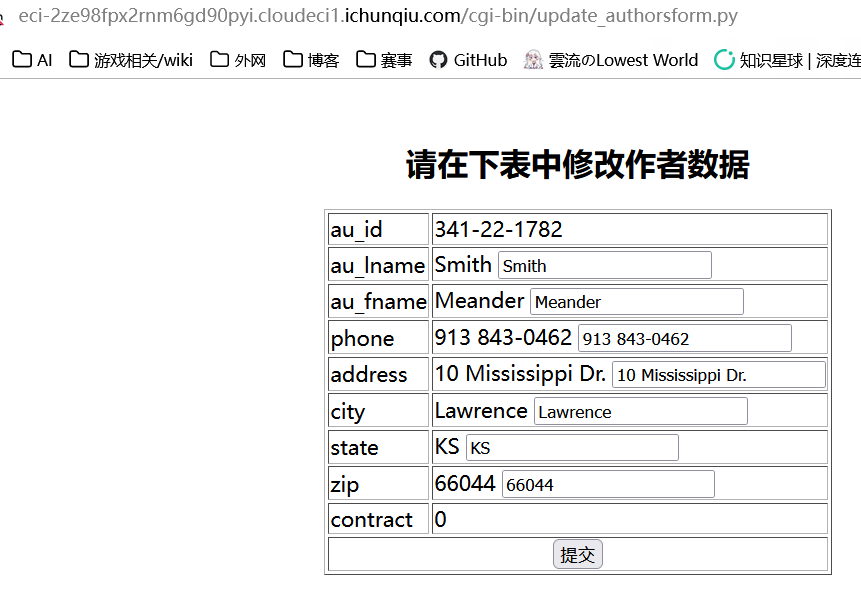 eci-2ze98fpx2rnm6gd90pyi.cloudeci1.ichunqiu.com/cgi-bin/update_authorsform.py
AI 游戏相关/wiki 外网 博客 赛事 GitHub 雲流のLowest World 知识星球 | 深度连
请在下表中修改作者数据
au_id 341-22-1782
au_lname Smith Smith
au_fname Meander Meander
phone 913 843-0462 913 843-0462
address 10 Mississippi Dr. 10 Mississippi Dr.
city Lawrence Lawrence
state KS KS
zip 66044 66044
contract 0
提交